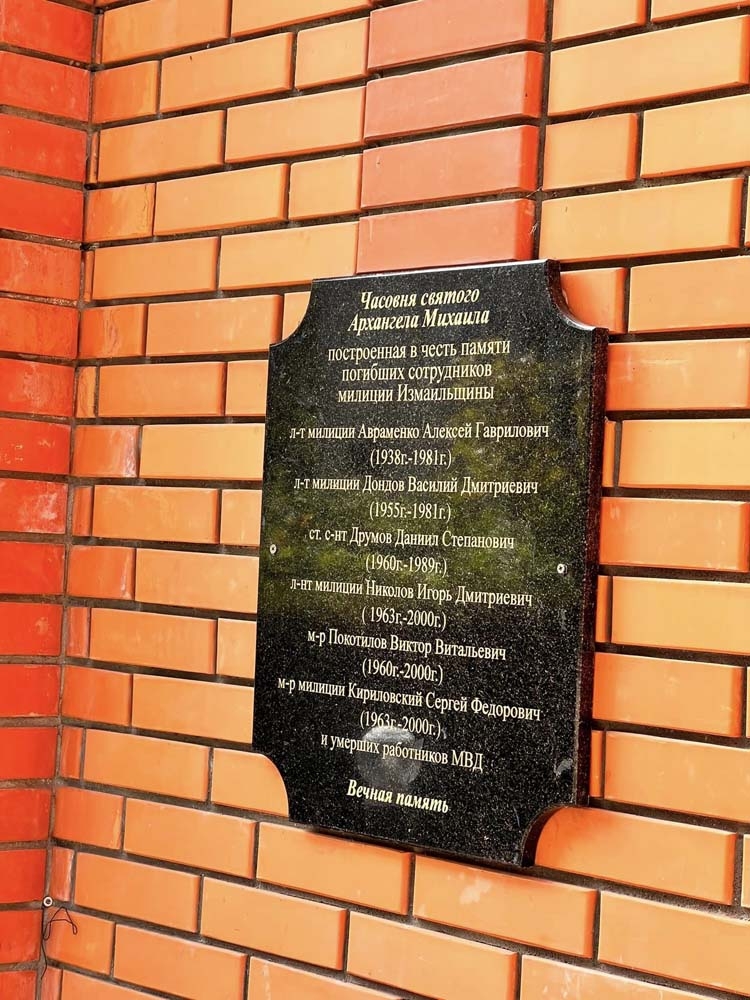 Часовня святого
Архангела Михаила
построенная в честь памяти
погибших сотрудников
милиции Измаильщины
л-т милиции Авраменко Алексей Гаврилович
(1938г.-1981г.)
л-т милиции Дондов Василий Дмитриевич
(1955г.-1981г.)
ст. с-нт Друмов Даниил Степанович
(1960г.-1989г.)
л-нт милиции Николов Игорь Дмитриевич
( 1963г.-2000г.)
м-р Покотилов Виктор Витальевич
(1960г.-2000г.)
м-р милиции Кириловский Сергей Федорович
(1963г.-2000г.)
и умерших работников МВД
Вечная память